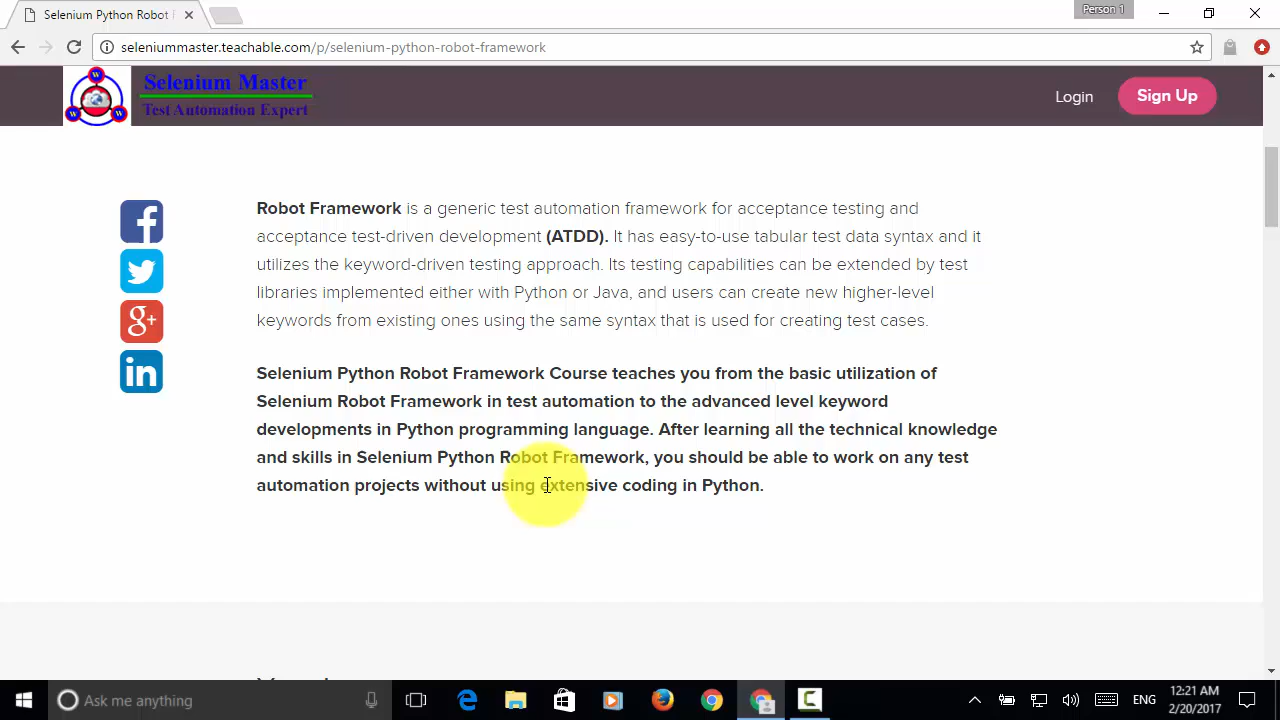 Selenium Python Robot
Person 1
seleniummaster.teachable.com/p/selenium-python-robot-framework
W
W
W
Selenium Master
Test Automation Expert
Login
Sign Up
Robot Framework is a generic test automation framework for acceptance testing and
acceptance test-driven development (ATDD). It has easy-to-use tabular test data syntax and it
utilizes the keyword-driven testing approach. Its testing capabilities can be extended by test
libraries implemented either with Python or Java, and users can create new higher-level
keywords from existing ones using the same syntax that is used for creating test cases.
Selenium Python Robot Framework Course teaches you from the basic utilization of
Selenium Robot Framework in test automation to the advanced level keyword
developments in Python programming language. After learning all the technical knowledge
and skills in Selenium Python Robot Framework, you should be able to work on any test
automation projects without using extensive coding in Python.
Ask me anything
ENG
12:21 AM
2/20/2017